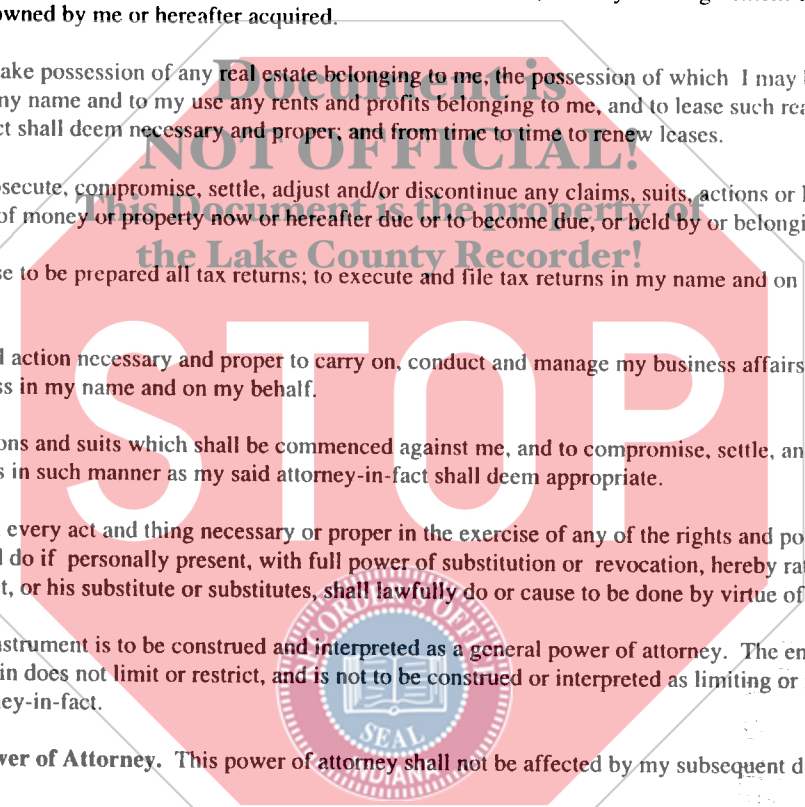 owned by me or hereafter acquired.
ake possession of any real estate belonging to me, the possession of which I may
my name and to my use any rents and profits belonging to me, and to lease such rea
ct shall deem necessary and proper; and from time to time to renew leases.
Document is
NOT OFFICIAL!
This Document is the property of
the Lake County Recorder!
osecute, compromise, settle, adjust and/or discontinue any claims, suits, actions or
of money or property now or hereafter due or to become due, or held by or belongi
se to be prepared all tax returns; to execute and file tax returns in my name and on
STOP
l action necessary and proper to carry on, conduct and manage my business affairs
ss in my name and on my behalf.
ons and suits which shall be commenced against me, and to compromise, settle, an
s in such manner as my said attorney-in-fact shall deem appropriate.
every act and thing necessary or proper in the exercise of any of the rights and po
l do if personally present, with full power of substitution or revocation, hereby rat
t, or his substitute or substitutes, shall lawfully do or cause to be done by virtue of
nstrument is to be construed and interpreted as a general power of attorney. The en
in does not limit or restrict, and is not to be construed or interpreted as limiting or
ey-in-fact.
RECORDER'S OFFICE
SEAL
INDIANA
wer of Attorney. This power of attorney shall not be affected by my subsequent d